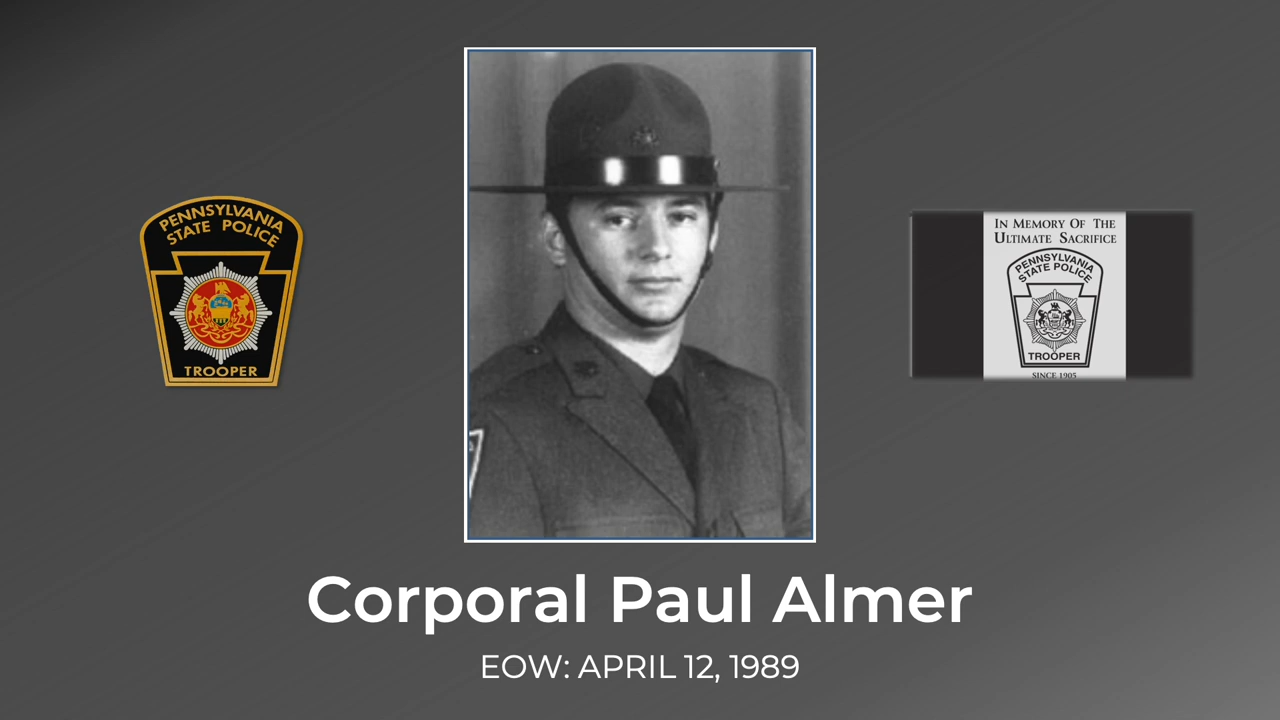 PENNSYLVANIA
STATE POLICE
TROOPER
IN MEMORY OF THE
ULTIMATE SACRIFICE
PENNSYLVANIA
STATE POLICE
TROOPER
SINCE 1905
Corporal Paul Almer
EOW: APRIL 12, 1989